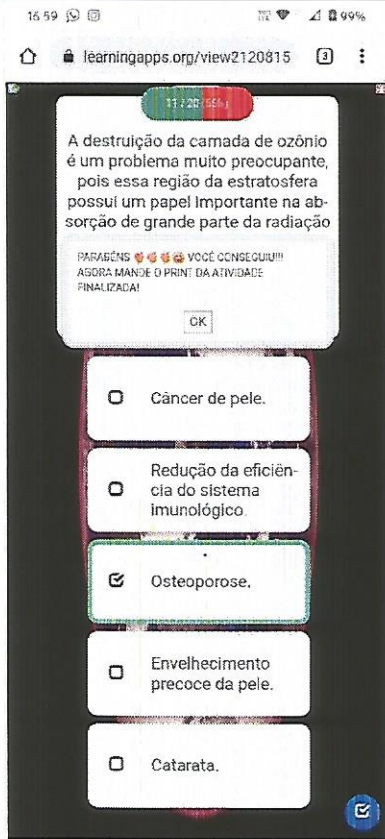 16:59
99%
learningapps.org/view2120815
3
11 / 20 (55%)
A destruição da camada de ozônio
é um problema muito preocupante,
pois essa região da estratosfera
possui um papel importante na ab-
sorção de grande parte da radiação
PARABÉNS VOCÊ CONSEGUIU!!!!
AGORA MANDE O PRINT DA ATIVIDADE
FINALIZADA!
OK
Câncer de pele.
Redução da eficiên-
cia do sistema
imunológico.
Osteoporose.
Envelhecimento
precoce da pele.
Catarata.